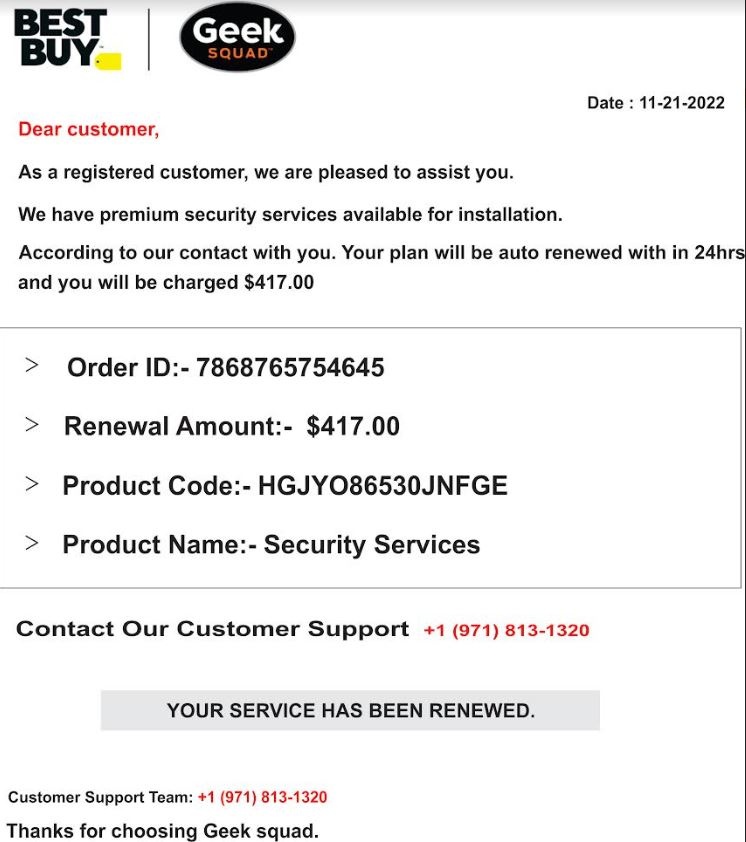 BEST
BUY
Geek
SQUAD
Date : 11-21-2022
Dear customer,
As a registered customer, we are pleased to assist you.
We have premium security services available for installation.
According to our contact with you. Your plan will be auto renewed with in 24hrs
and you will be charged $417.00
> Order ID:- 7868765754645
> Renewal Amount:- $417.00
> Product Code:- HGJYO86530JNFGE
> Product Name:- Security Services
Contact Our Customer Support +1 (971) 813-1320
YOUR SERVICE HAS BEEN RENEWED.
Customer Support Team: +1 (971) 813-1320
Thanks for choosing Geek squad.